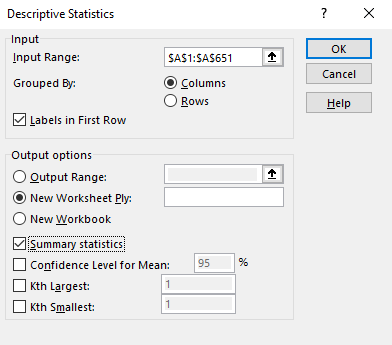 Descriptive Statistics ? ×
Input
Input Range: $A$1:$A$651 OK
Cancel
Grouped By: Columns
Rows
Help
Labels in First Row
Output options
Output Range:
New Worksheet Ply:
New Workbook
Summary statistics
Confidence Level for Mean: 95 %
Kth Largest: 1
Kth Smallest: 1